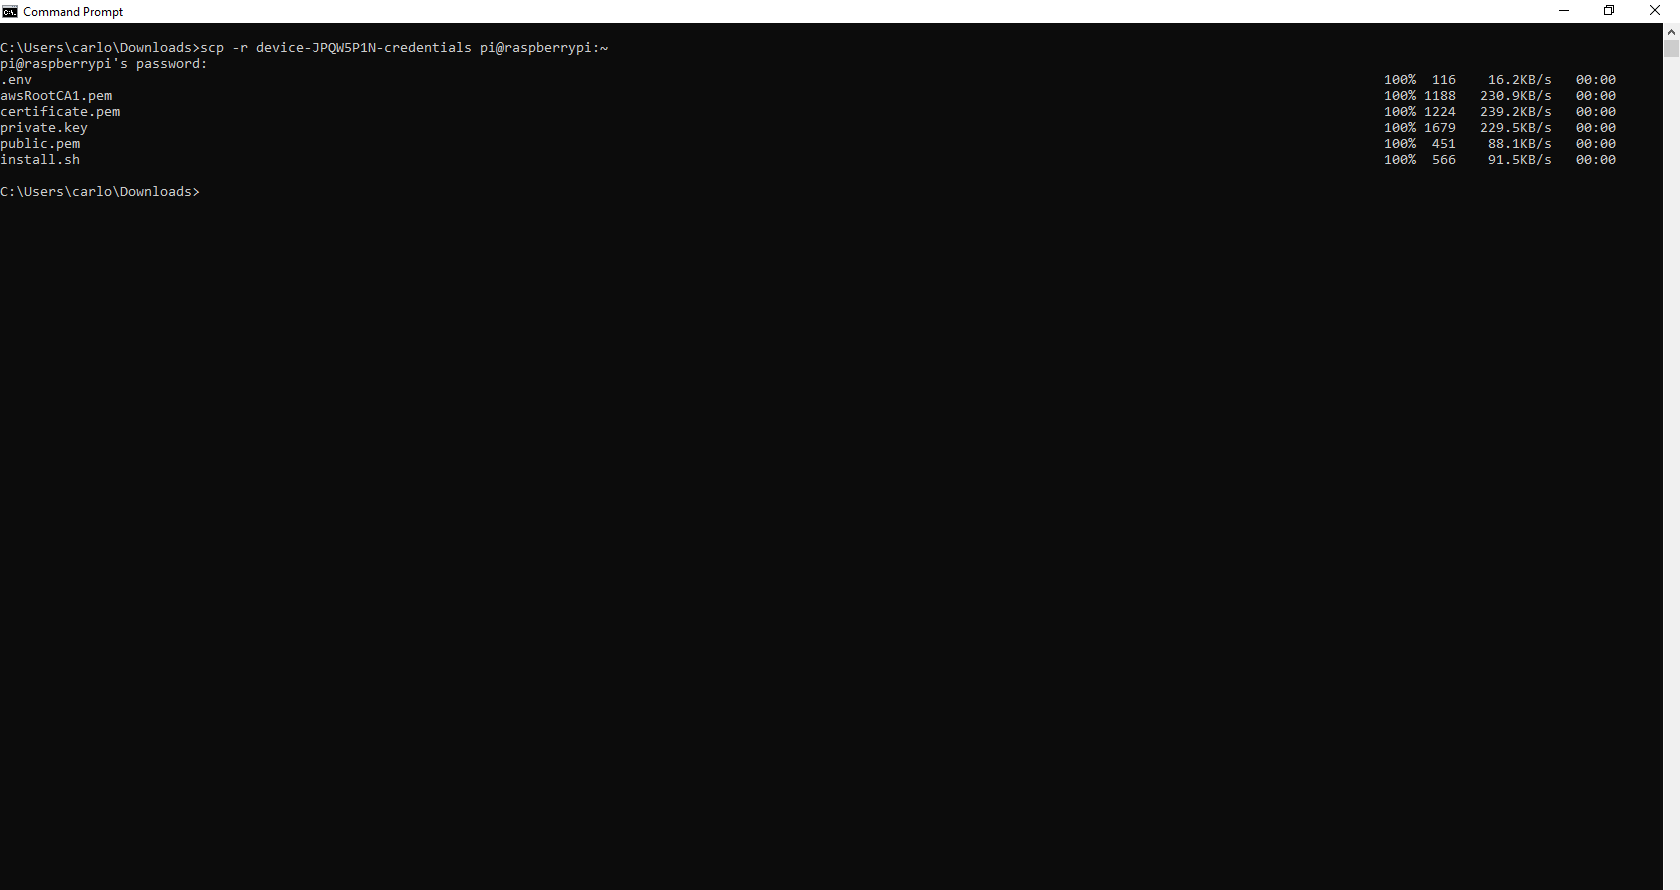 Command Prompt
C:\Users\carlo\Downloads>scp -r device-JPQW5P1N-credentials pi@raspberrypi:~
pi@raspberrypi's password:
.env 100% 116 16.2KB/s 00:00
awsRootCA1.pem 100% 1188 230.9KB/s 00:00
certificate.pem 100% 1224 239.2KB/s 00:00
private.key 100% 1679 229.5KB/s 00:00
public.pem 100% 451 88.1KB/s 00:00
install.sh 100% 566 91.5KB/s 00:00
C:\Users\carlo\Downloads>